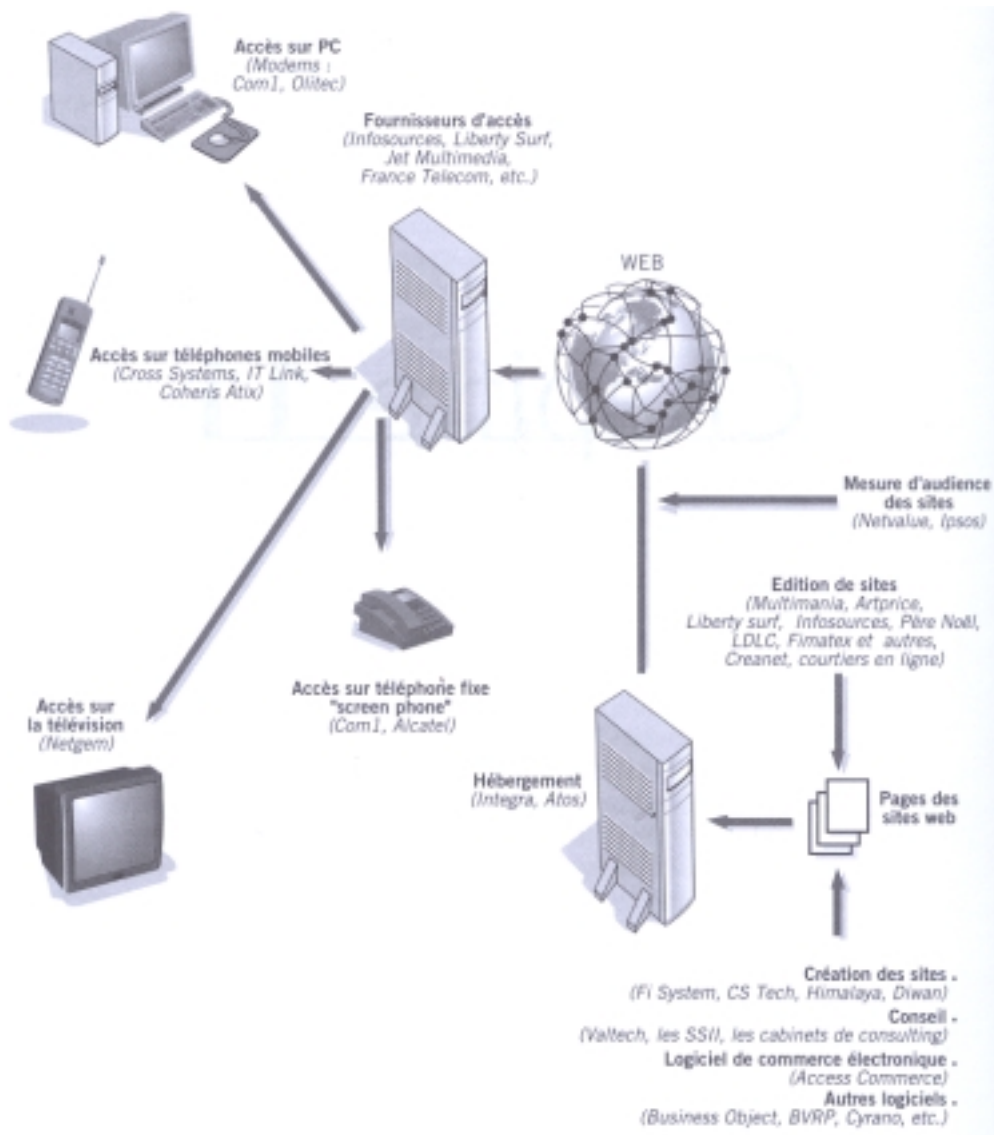 Accès sur PC
(Modems :
Com1, Olitec)
Fournisseurs d'accès
(Infosources, Liberty Surf,
Jet Multimedia,
France Telecom, etc.)
WEB
Accès sur téléphones mobiles
(Cross Systems, IT Link,
Coheris Atix)
Mesure d'audience
des sites
(Netvalue, Ipsos)
Edition de sites
(Multimania, Artprice,
Liberty surf, Infosources, Père Noël,
LDLC, Fimatex et autres,
Creanet, courtiers en ligne)
Accès sur téléphone fixe
"screen phone"
(Com1, Alcatel)
Accès sur
la télévision
(Netgem)
Hébergement
(Integra, Atos)
Pages des
sites web
Création des sites .
(Fi System, CS Tech, Himalaya, Diwan)
Conseil .
(Valtech, les SSII, les cabinets de consulting)
Logiciel de commerce électronique .
(Access Commerce)
Autres logiciels .
(Business Object, BVRP, Cyrano, etc.)